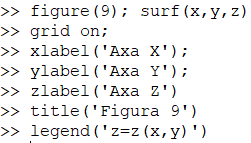 >> figure(9); surf(x,y,z)
>> grid on;
>> xlabel('Axa X');
>> ylabel('Axa Y');
>> zlabel('Axa Z')
>> title('Figura 9')
>> legend('z=z(x,y)')